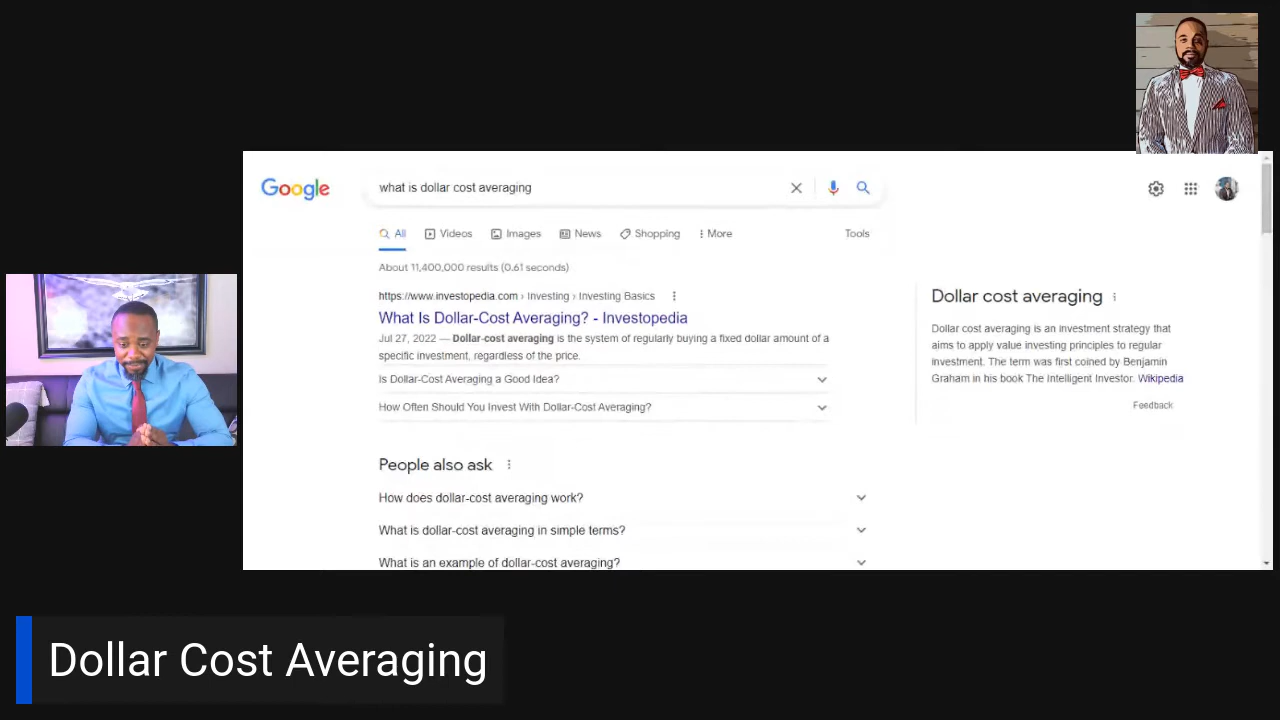 Google
what is dollar cost averaging
All Videos Images News Shopping More Tools
About 11,400,000 results (0.61 seconds)
https://www.investopedia.com › Investing › Investing Basics
What Is Dollar-Cost Averaging? - Investopedia
Jul 27, 2022 — Dollar-cost averaging is the system of regularly buying a fixed dollar amount of a
specific investment, regardless of the price.
Is Dollar-Cost Averaging a Good Idea?
How Often Should You Invest With Dollar-Cost Averaging?
People also ask
How does dollar-cost averaging work?
What is dollar-cost averaging in simple terms?
What is an example of dollar-cost averaging?
Dollar cost averaging
Dollar cost averaging is an investment strategy that
aims to apply value investing principles to regular
investment. The term was first coined by Benjamin
Graham in his book The Intelligent Investor. Wikipedia
Feedback
Dollar Cost Averaging